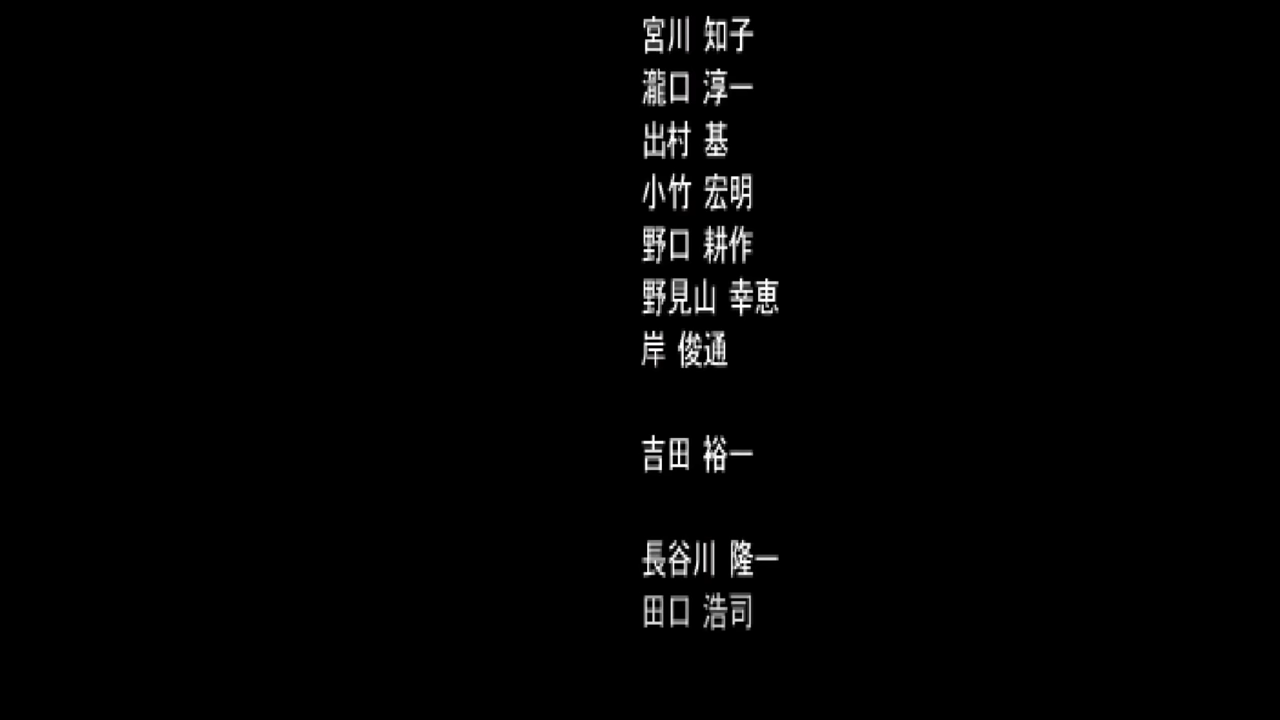 宮川 知子
瀧口 淳一
出村 基
小竹 宏明
野口 耕作
野見山 幸恵
岸 俊通
吉田 裕一
長谷川 隆一
田口 浩司